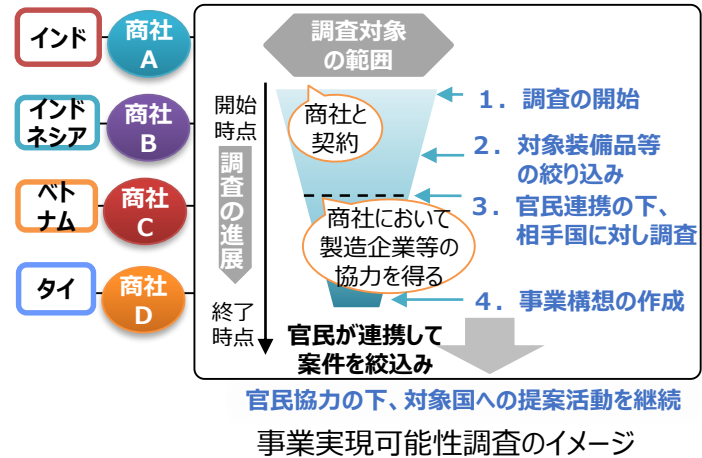 インド
商社
A
インド
ネシア
商社
B
ベト
ナム
商社
C
タイ
商社
D
調査対象
の範囲
開始
時点
調査の進展
終了
時点
商社と
契約
商社において
製造企業等の
協力を得る
1．調査の開始
2．対象装備品等
の絞り込み
3．官民連携の下、
相手国に対し調査
4．事業構想の作成
官民が連携して
案件を絞込み
官民協力の下、対象国への提案活動を継続
事業実現可能性調査のイメージ